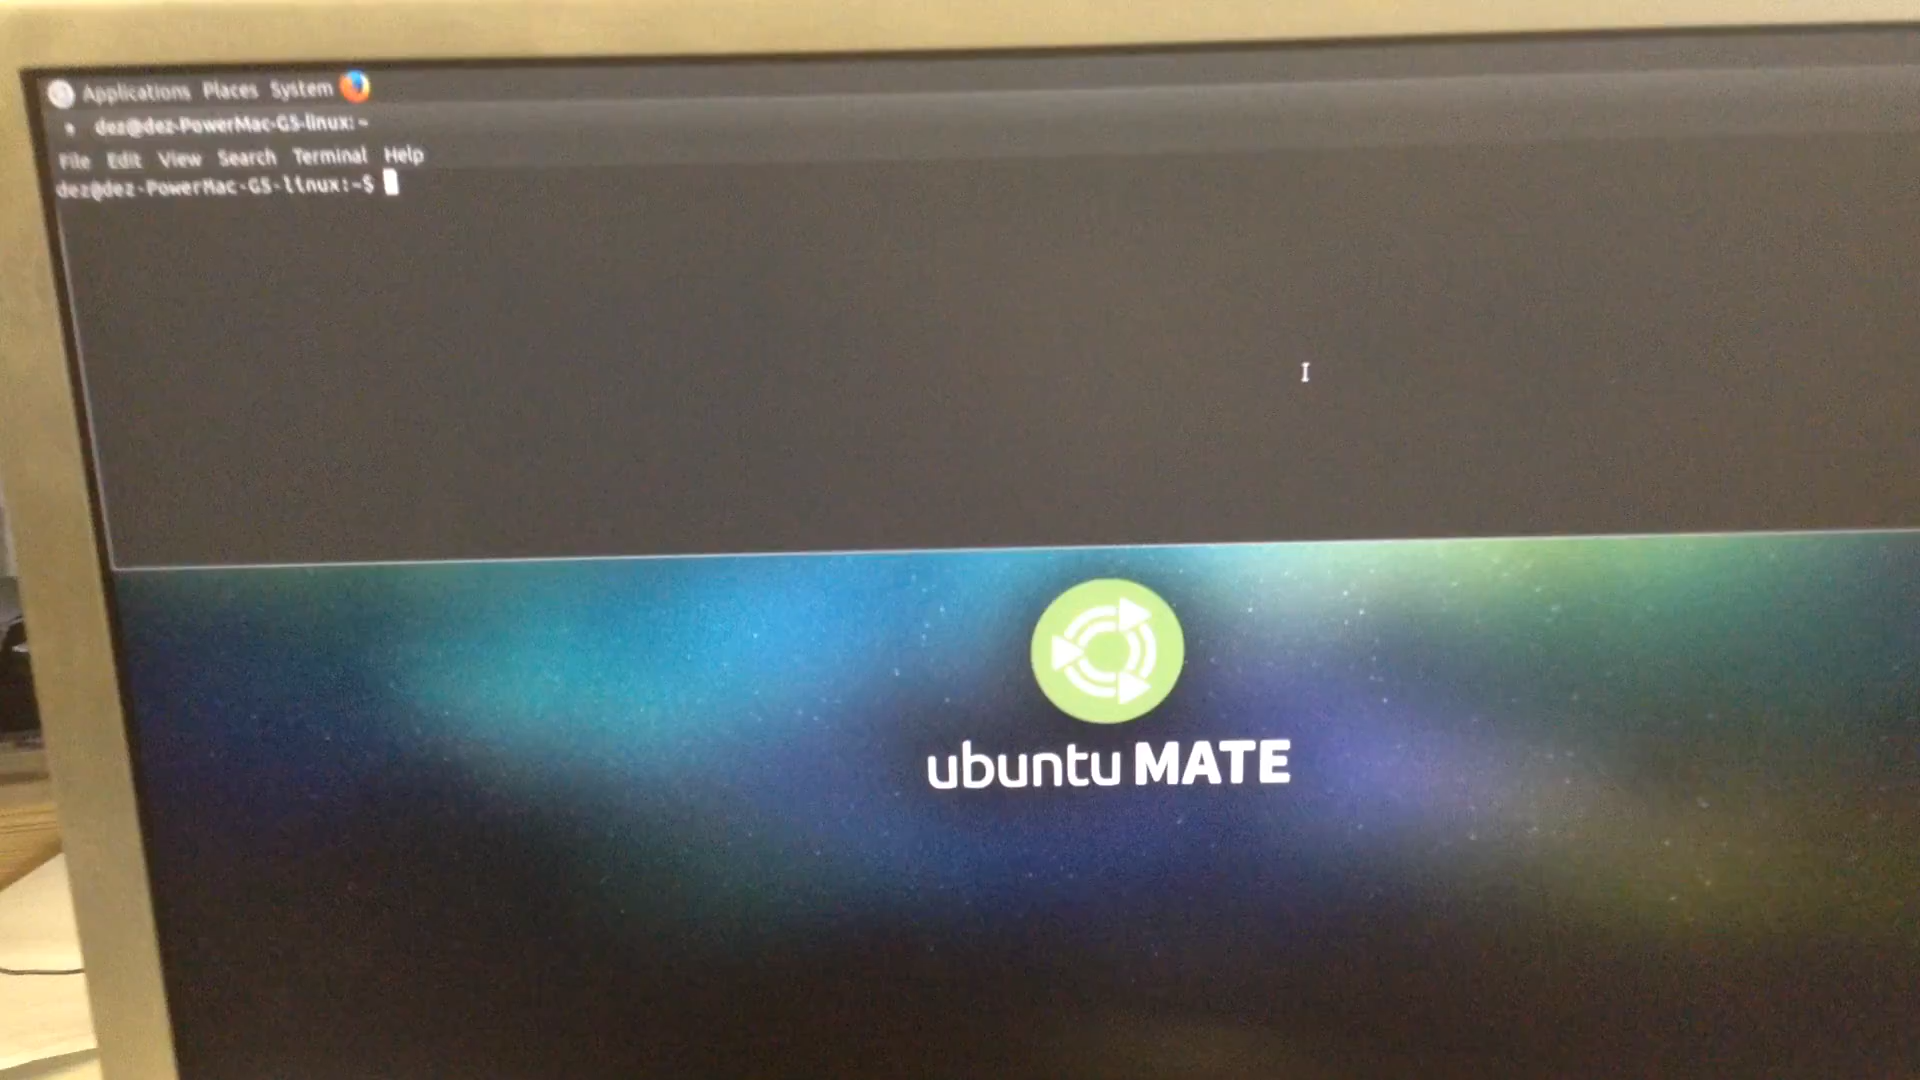 Applications Places System
dez@dez-PowerMac-G5-linux: ~
File Edit View Search Terminal Help
dez@dez-PowerMac-G5-linux:~$
ubuntu MATE